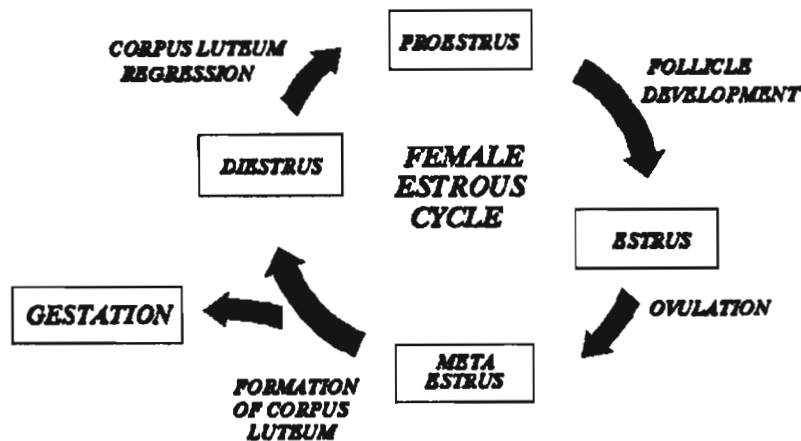 PROESTRUS
CORPUS LUTEUM
REGRESSION
FOLLICLE
DEVELOPMENT
DIESTRUS
FEMALE
ESTROUS
CYCLE
ESTRUS
GESTATION
OVULATION
META
ESTRUS
FORMATION
OF CORPUS
LUTEUM